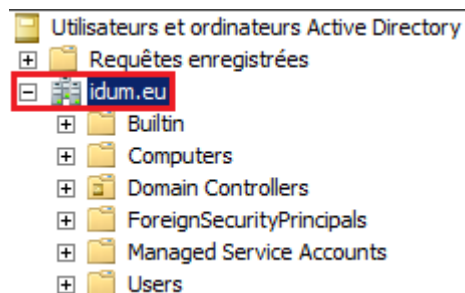 Utilisateurs et ordinateurs Active Directory
Requêtes enregistrées
idum.eu
Builtin
Computers
Domain Controllers
ForeignSecurityPrincipals
Managed Service Accounts
Users